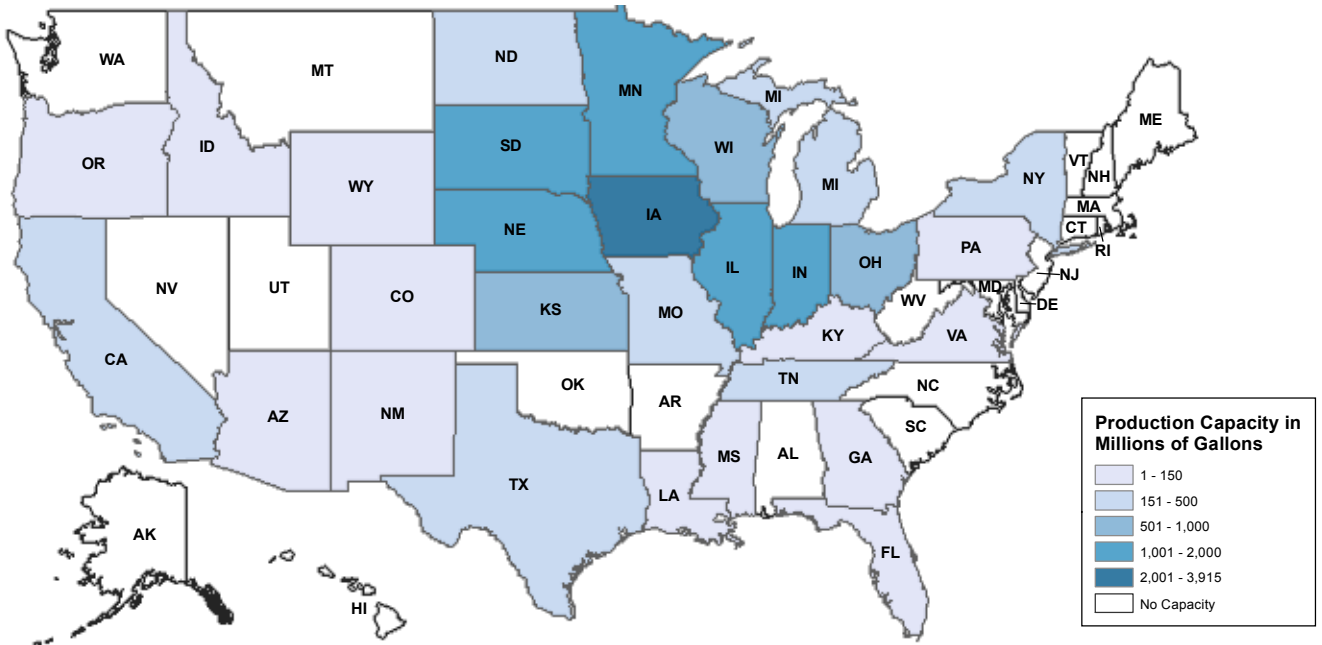 WA
MT
ND
MN
MI
ME
OR
ID
WY
SD
WI
MI
NY
VT
NH
MA
CT
RI
NV
UT
CO
NE
KS
IA
IL
IN
OH
PA
NJ
MD
DE
WV
VA
KY
MO
CA
AZ
NM
OK
AR
TN
NC
SC
MS
AL
GA
LA
TX
FL
AK
HI
Production Capacity in
Millions of Gallons
1 - 150
151 - 500
501 - 1,000
1,001 - 2,000
2,001 - 3,915
No Capacity